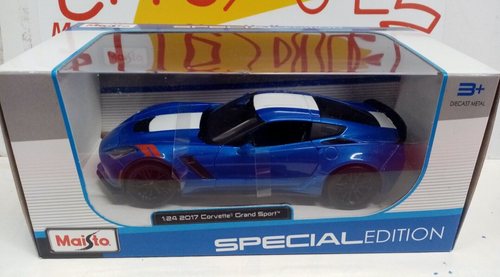 3+
DIECAST METAL
1:24 2017 Corvette® Grand Sport™
Maisto®
SPECIAL EDITION